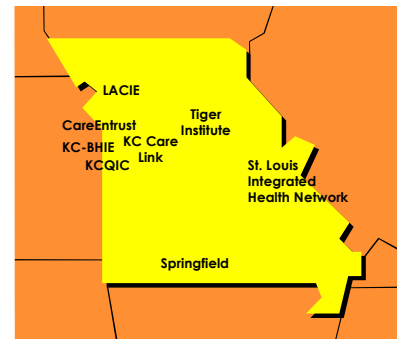 LACIE
CareEntrust
KC-BHIE
KCQIC
KC Care
Link
Tiger
Institute
St. Louis
Integrated
Health Network
Springfield